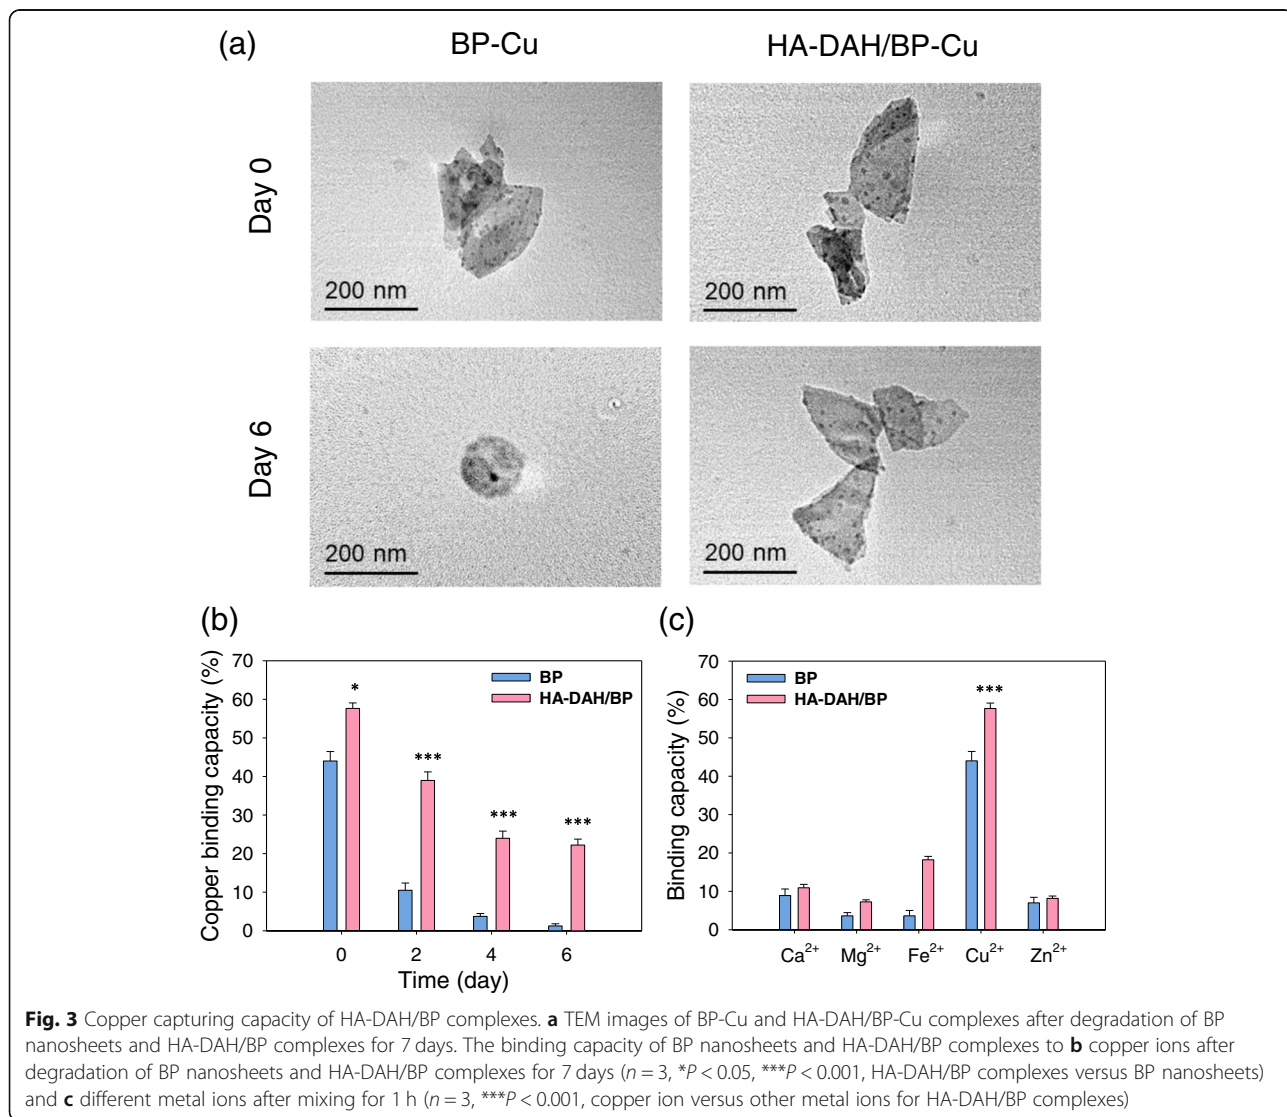 (a)
BP-Cu
HA-DAH/BP-Cu
Day 0
200 nm
200 nm
Day 6
200 nm
200 nm
(b)
Copper binding capacity (%)
70
60
50
40
30
20
10
0
BP
HA-DAH/BP
*
***
***
***
0 2 4 6
Time (day)
(c)
Binding capacity (%)
70
60
50
40
30
20
10
0
BP
HA-DAH/BP
***
Ca²⁺ Mg²⁺ Fe²⁺ Cu²⁺ Zn²⁺
Fig. 3 Copper capturing capacity of HA-DAH/BP complexes. a TEM images of BP-Cu and HA-DAH/BP-Cu complexes after degradation of BP
nanosheets and HA-DAH/BP complexes for 7 days. The binding capacity of BP nanosheets and HA-DAH/BP complexes to b copper ions after
degradation of BP nanosheets and HA-DAH/BP complexes for 7 days (n = 3, *P < 0.05, ***P < 0.001, HA-DAH/BP complexes versus BP nanosheets)
and c different metal ions after mixing for 1 h (n = 3, ***P < 0.001, copper ion versus other metal ions for HA-DAH/BP complexes)